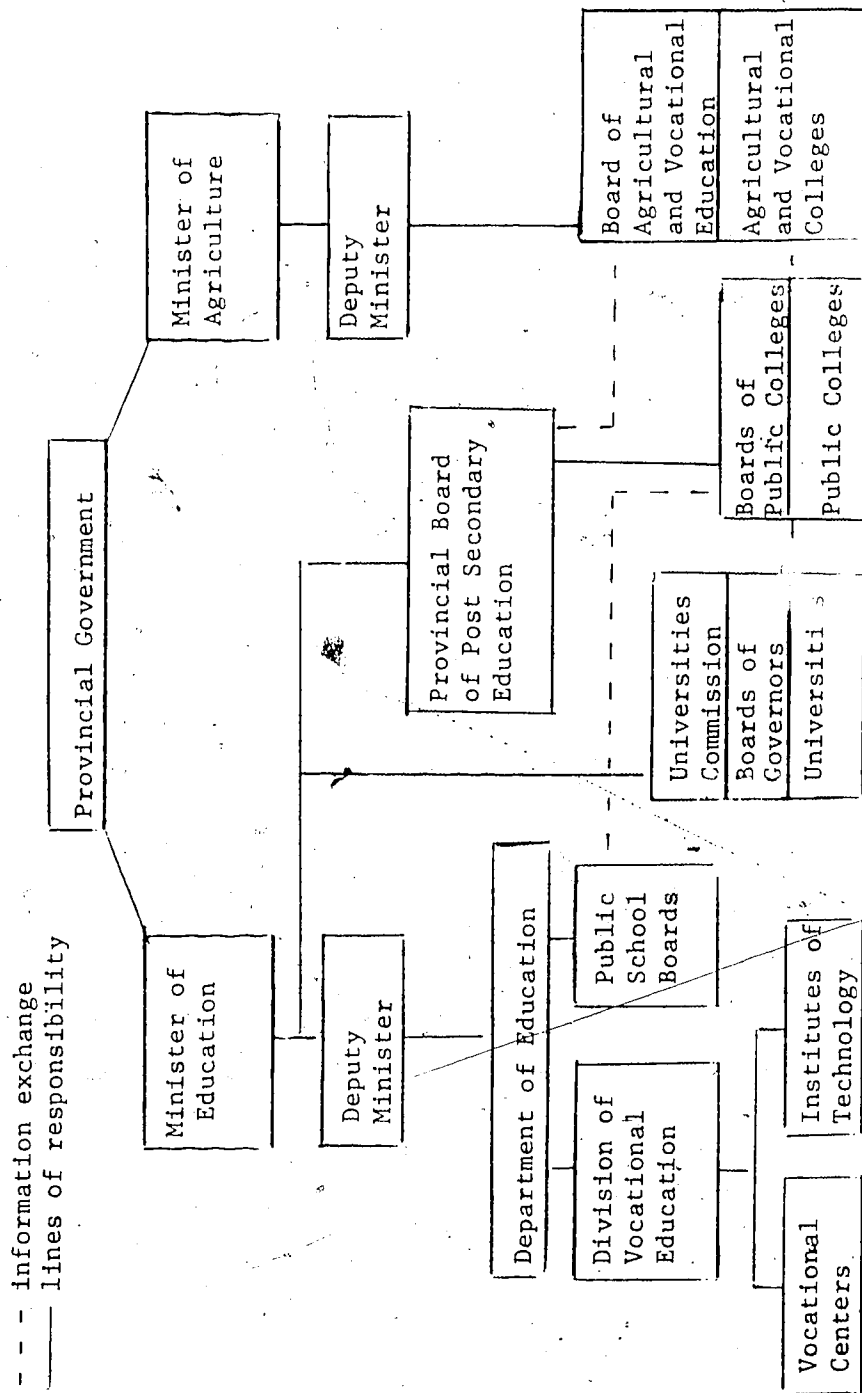 - - - information exchange
lines of responsibility
Provincial Government
Minister of
Education
Minister of
Agriculture
Deputy
Minister
Deputy
Minister
Department of Education
Provincial Board
of Post Secondary
Education
Division of
Vocational
Education
Public
School
Boards
Universities
Commission
Boards of
Governors
Universiti s
Boards of
Public Colleges
Public Colleges
Board of
Agricultural
and Vocational
Education
Agricultural
and Vocational
Colleges
Vocational
Centers
Institutes of
Technology